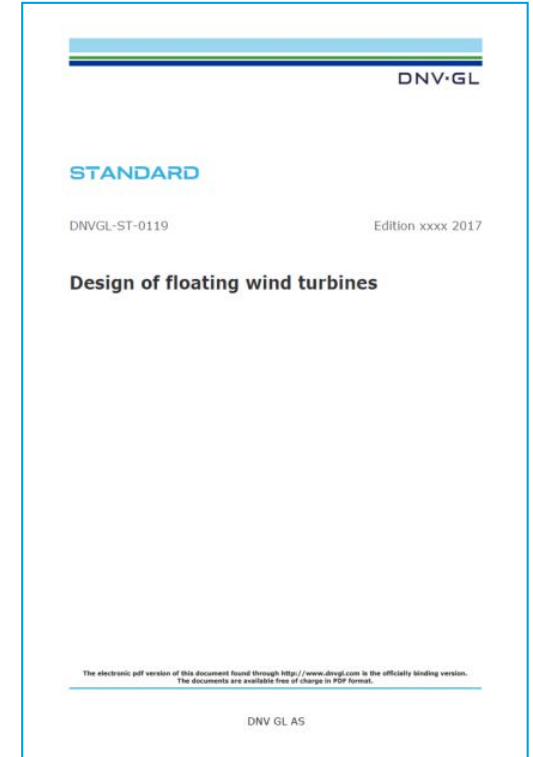 DNV·GL
STANDARD
DNVGL-ST-0119 Edition xxxx 2017
Design of floating wind turbines
The electronic pdf version of this document found through http://www.dnvgl.com is the officially binding version.
The documents are available free of charge in PDF format.
DNV GL AS